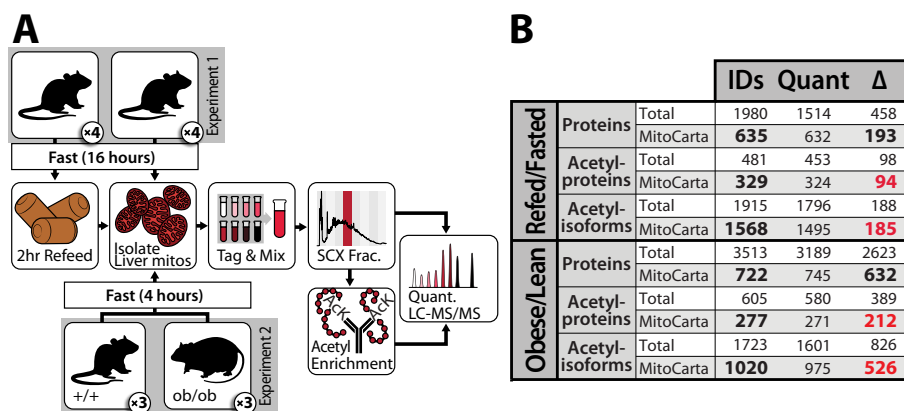 A
Experiment 1
×4
×4
Fast (16 hours)
2hr Refeed
Isolate
Liver mitos
Tag & Mix
SCX Frac.
Quant.
LC-MS/MS
AcK
AcK
Acetyl
Enrichment
Fast (4 hours)
+/+
×3
ob/ob
×3
Experiment 2
B
IDs Quant Δ
Refed/Fasted
Proteins Total 1980 1514 458
MitoCarta 635 632 193
Acetyl-proteins Total 481 453 98
MitoCarta 329 324 94
Acetyl-isoforms Total 1915 1796 188
MitoCarta 1568 1495 185
Obese/Lean
Proteins Total 3513 3189 2623
MitoCarta 722 745 632
Acetyl-proteins Total 605 580 389
MitoCarta 277 271 212
Acetyl-isoforms Total 1723 1601 826
MitoCarta 1020 975 526